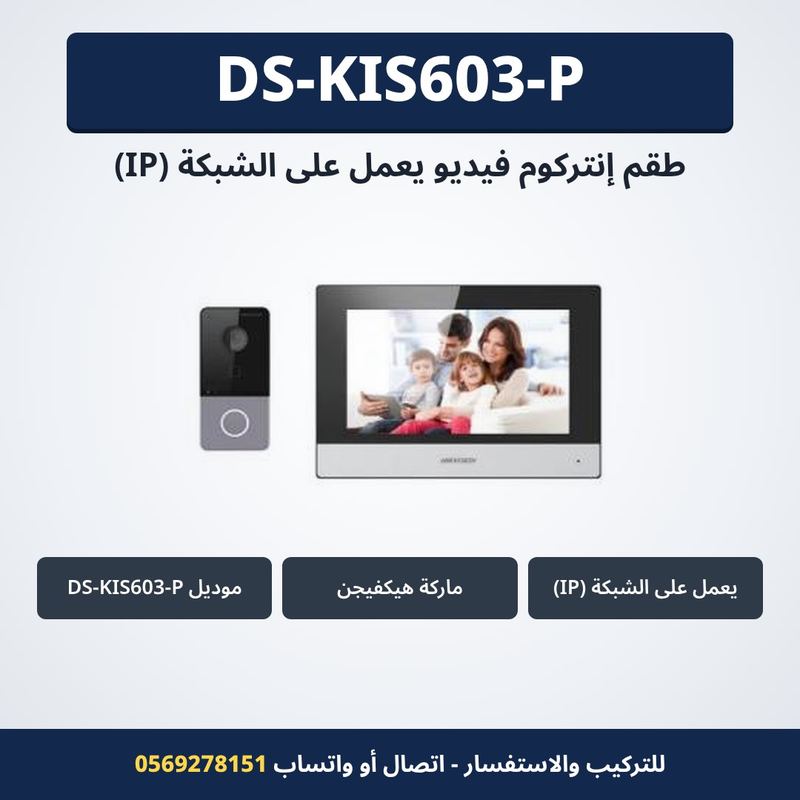 DS-KIS603-P
طقم إنتركوم فيديو يعمل على الشبكة (IP)
HIKVISION
يعمل على الشبكة (IP)
ماركة هيكفيجن
موديل DS-KIS603-P
للتركيب والاستفسار - اتصال أو واتساب 0569278151